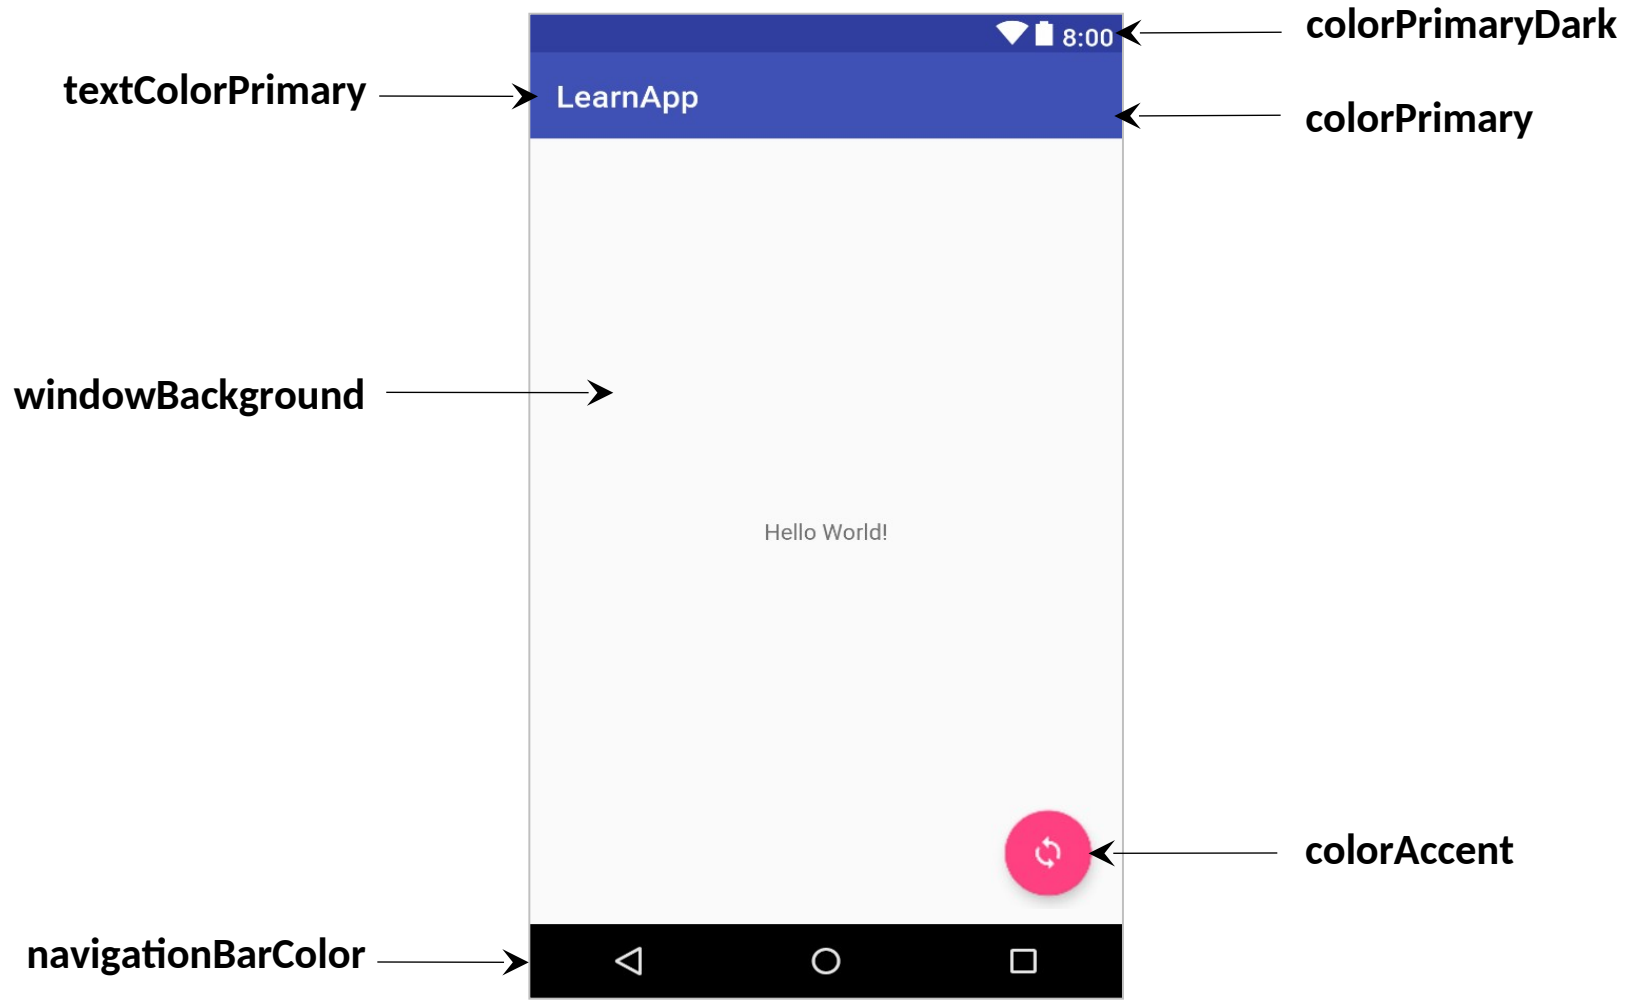 colorPrimaryDark
8:00
textColorPrimary
LearnApp
colorPrimary
windowBackground
Hello World!
colorAccent
navigationBarColor